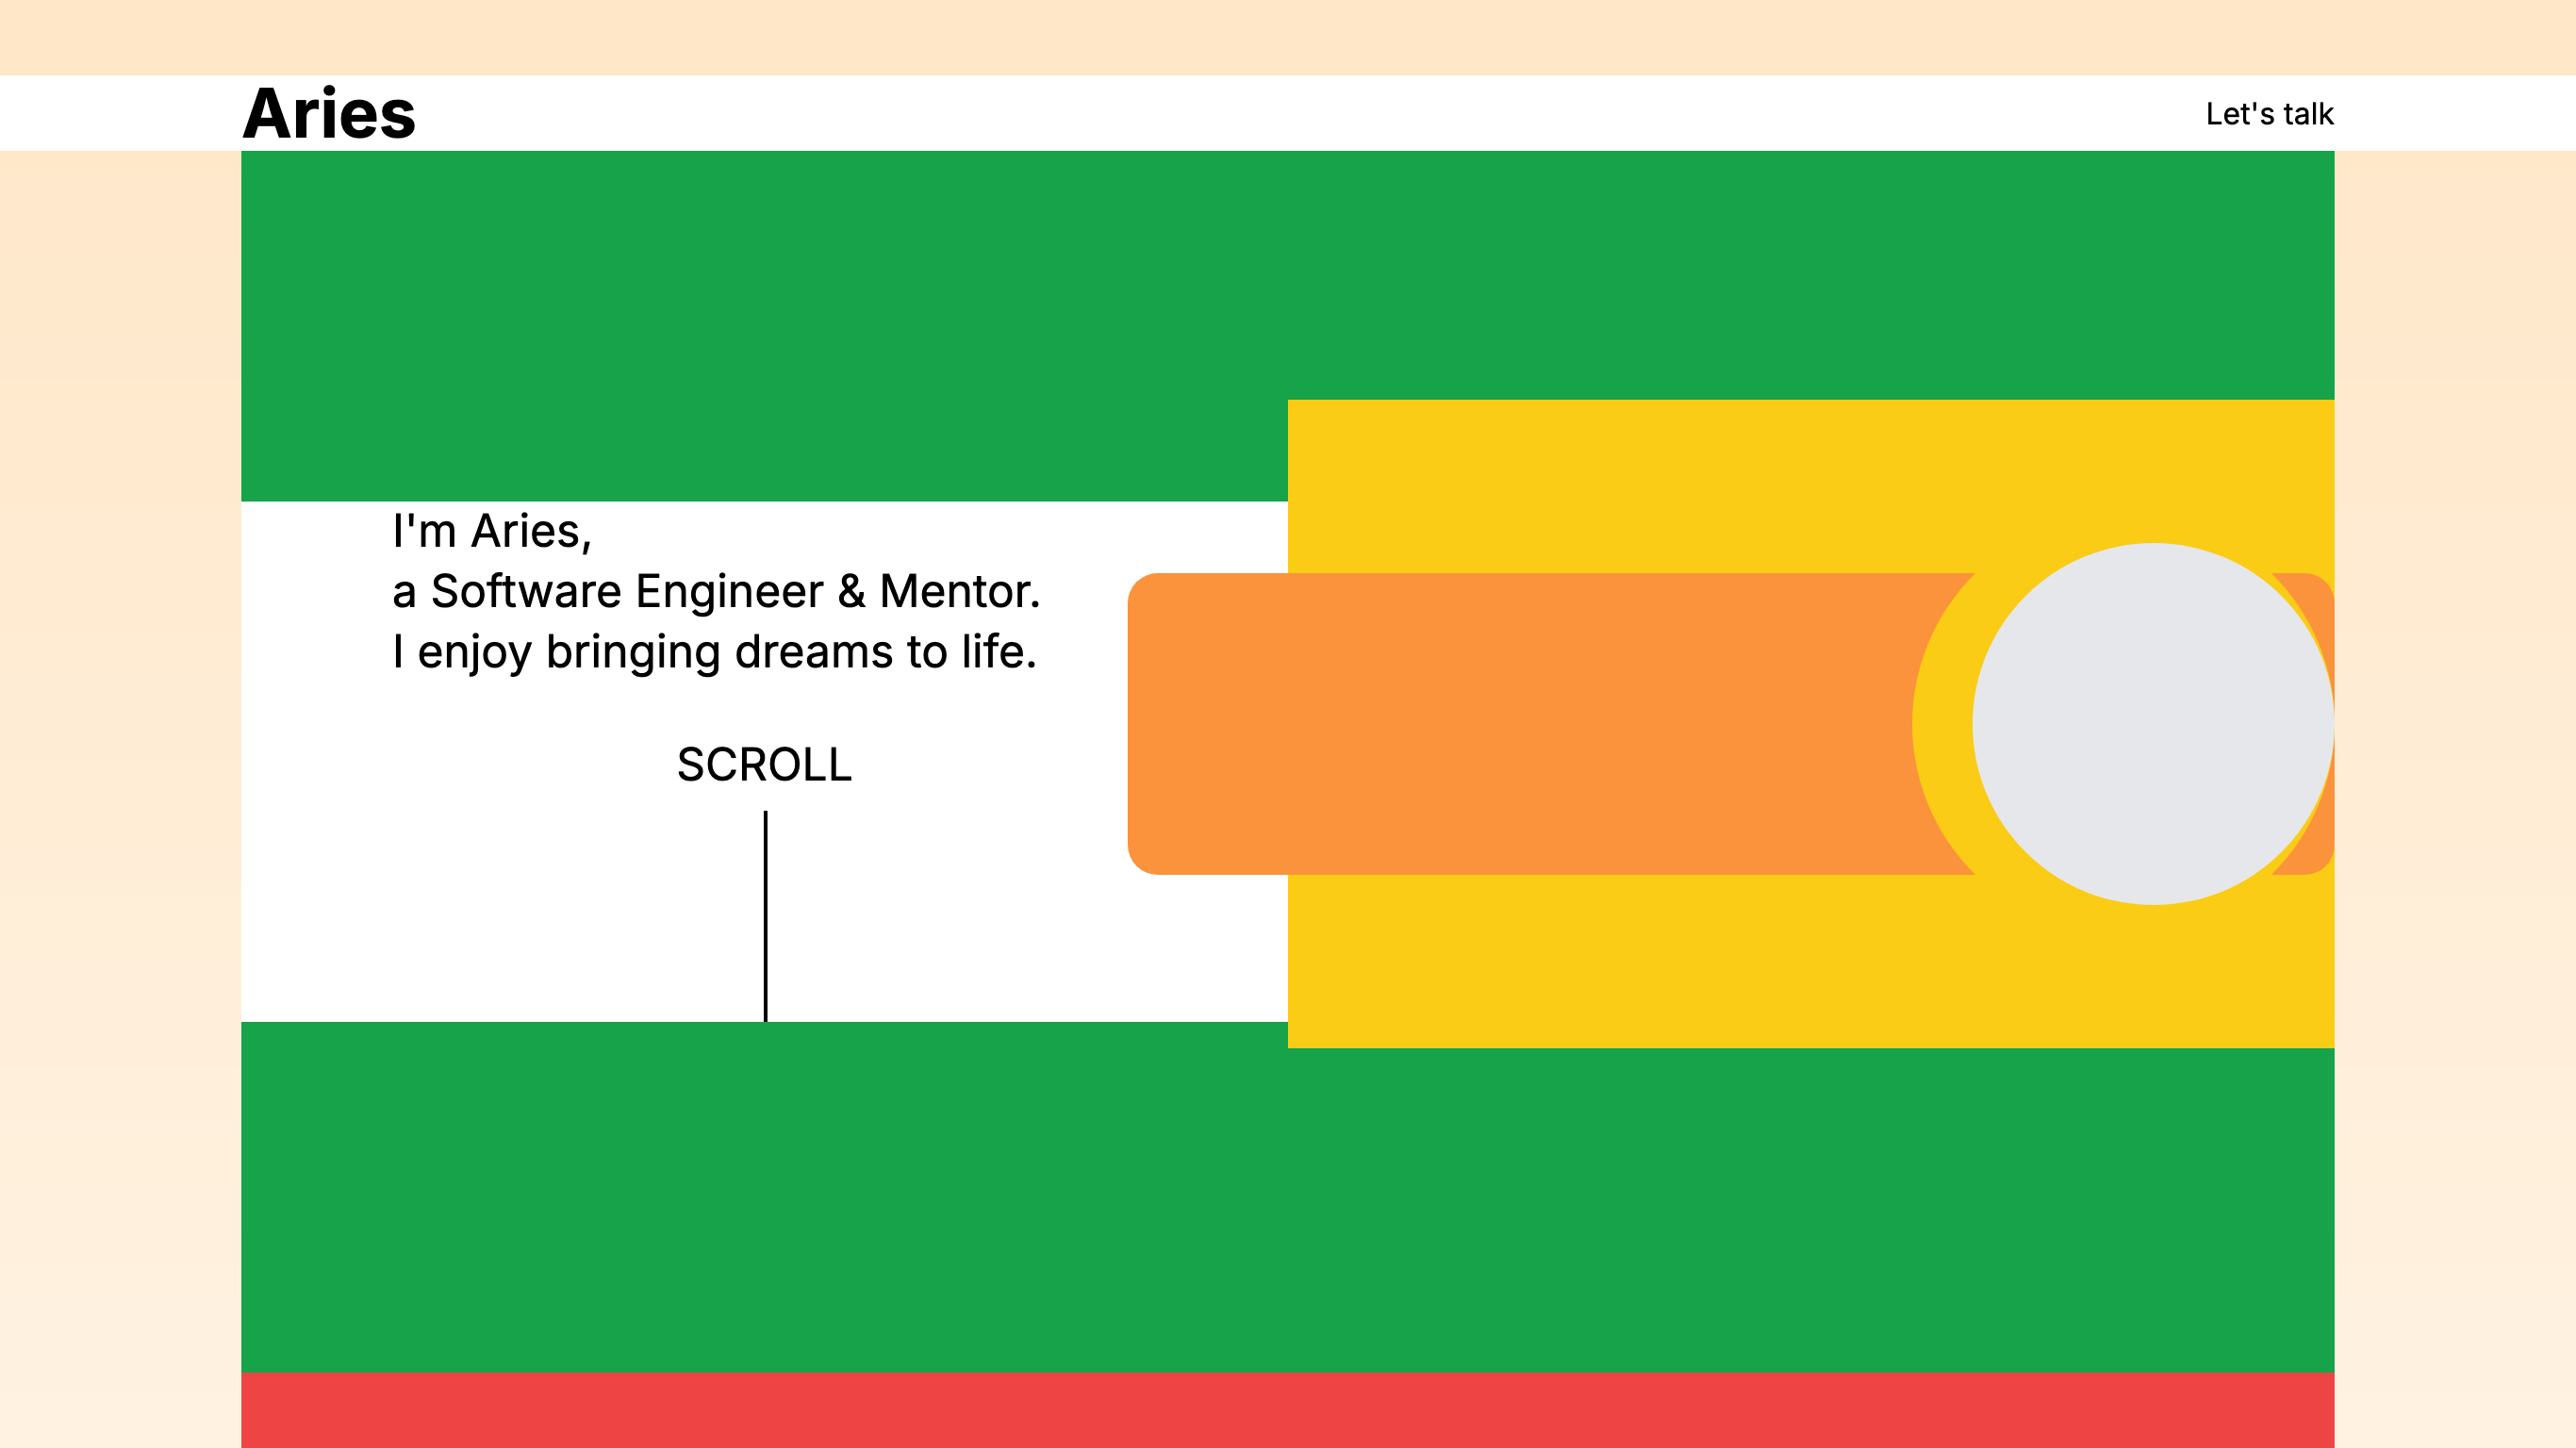 Aries
Let's talk
I'm Aries,
a Software Engineer & Mentor.
I enjoy bringing dreams to life.
SCROLL